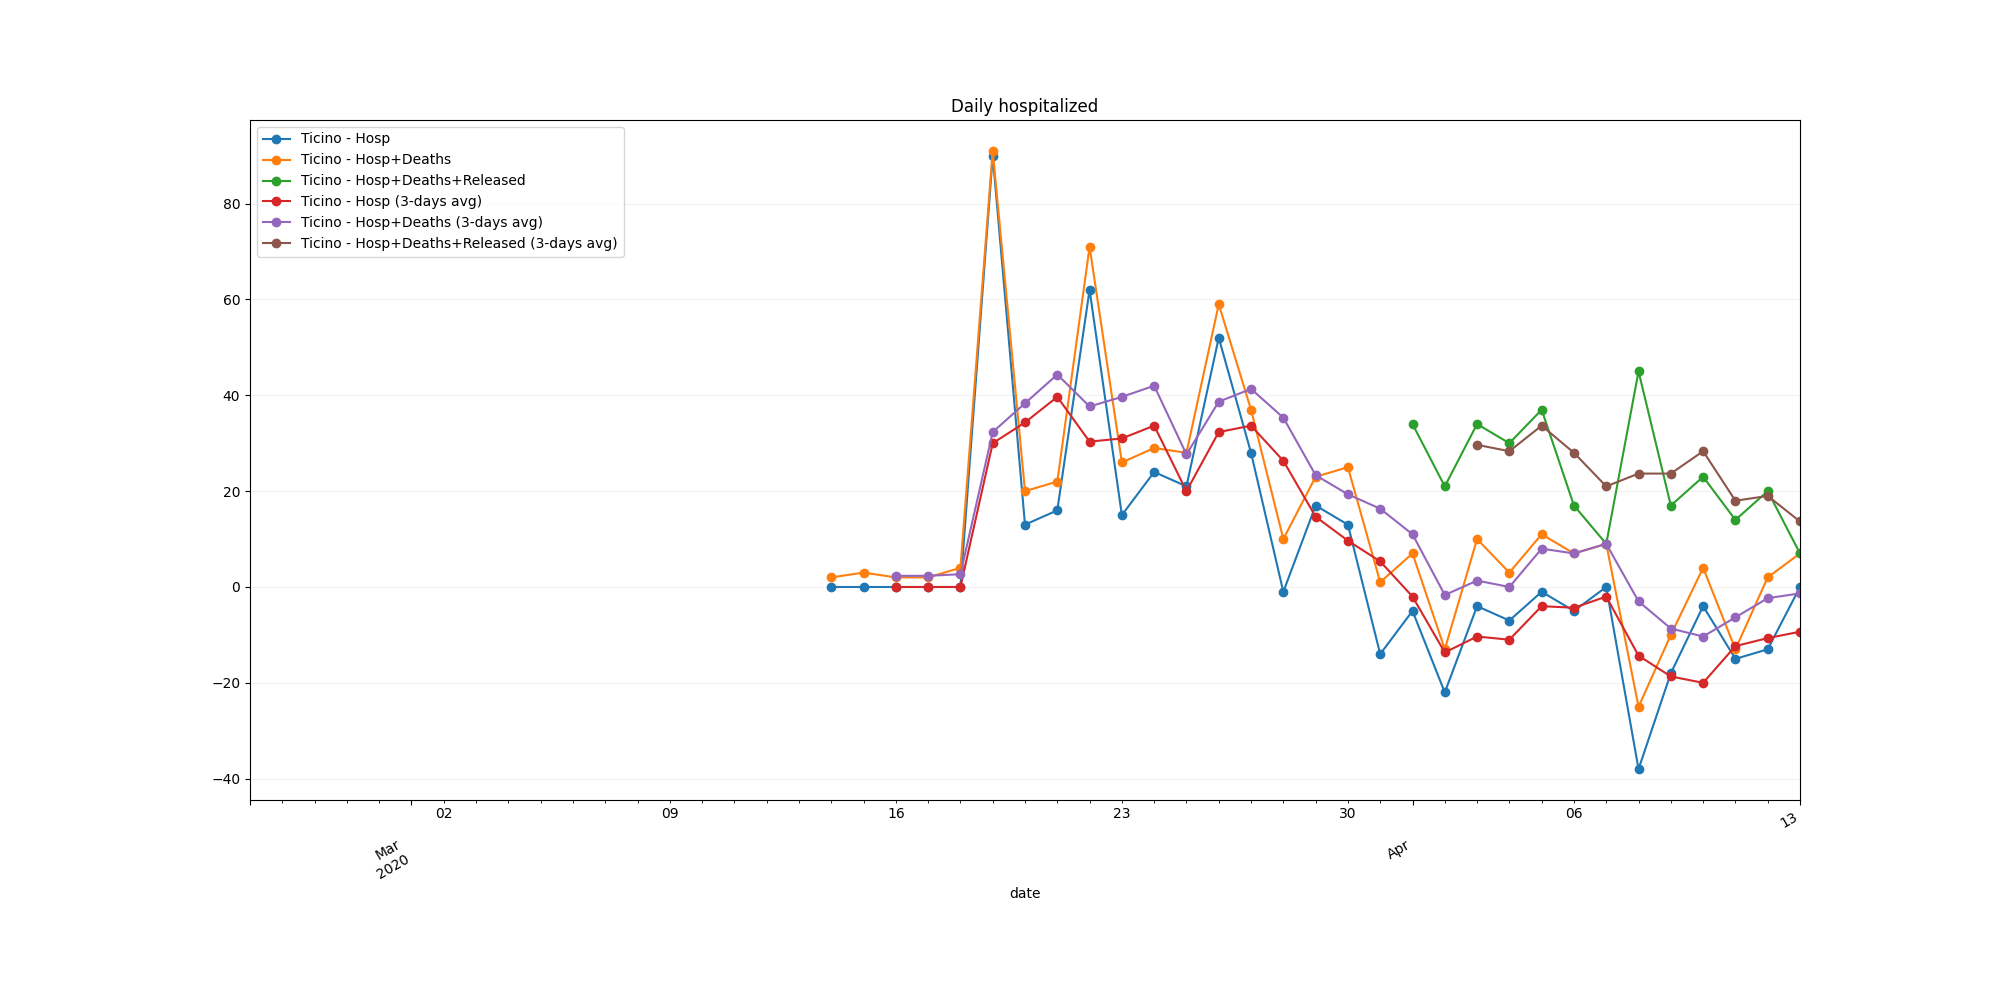 Daily hospitalized
Ticino - Hosp
Ticino - Hosp+Deaths
Ticino - Hosp+Deaths+Released
Ticino - Hosp (3-days avg)
Ticino - Hosp+Deaths (3-days avg)
Ticino - Hosp+Deaths+Released (3-days avg)
80
60
40
20
0
−20
−40
02 09 16 23 30 06 13
Mar
2020
Apr
date